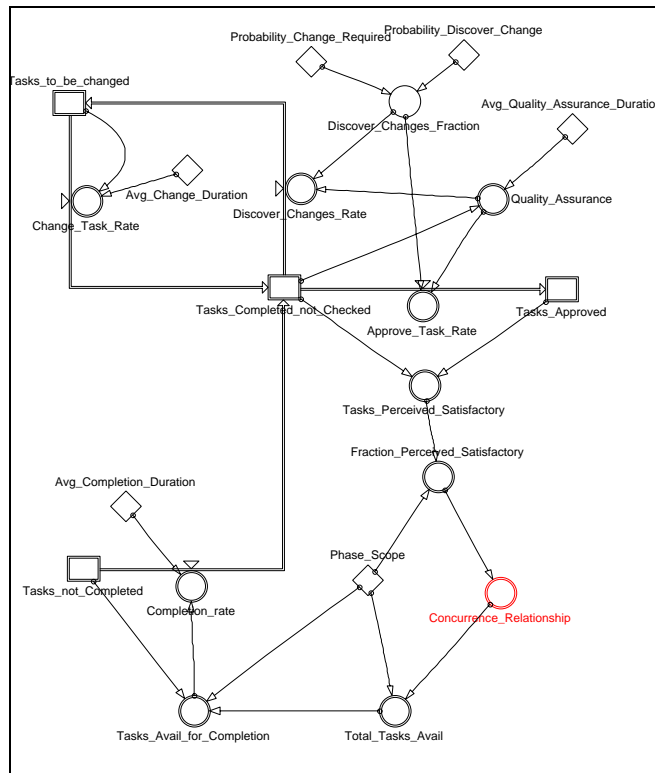 Probability_Change_Required
Probability_Discover_Change
Tasks_to_be_changed
Avg_Quality_Assurance_Duration
Discover_Changes_Fraction
Avg_Change_Duration
Change_Task_Rate
Discover_Changes_Rate
Quality_Assurance
Tasks_Completed_not_Checked
Tasks_Approved
Approve_Task_Rate
Tasks_Perceived_Satisfactory
Fraction_Perceived_Satisfactory
Avg_Completion_Duration
Phase_Scope
Tasks_not_Completed
Completion_rate
Concurrence_Relationship
Tasks_Avail_for_Completion
Total_Tasks_Avail